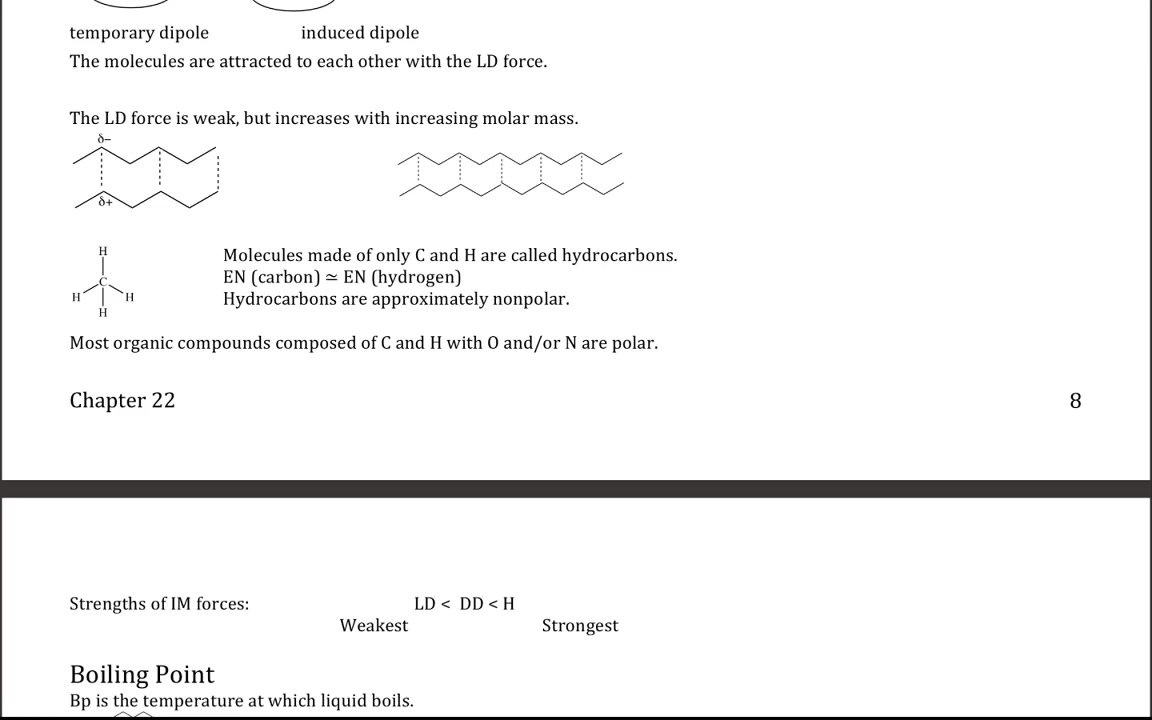 temporary dipole induced dipole
The molecules are attracted to each other with the LD force.
The LD force is weak, but increases with increasing molar mass.
δ−
δ+
H
C
H H
H
Molecules made of only C and H are called hydrocarbons.
EN (carbon) ≃ EN (hydrogen)
Hydrocarbons are approximately nonpolar.
Most organic compounds composed of C and H with O and/or N are polar.
Chapter 22 8
Strengths of IM forces: LD < DD < H
Weakest Strongest
Boiling Point
Bp is the temperature at which liquid boils.